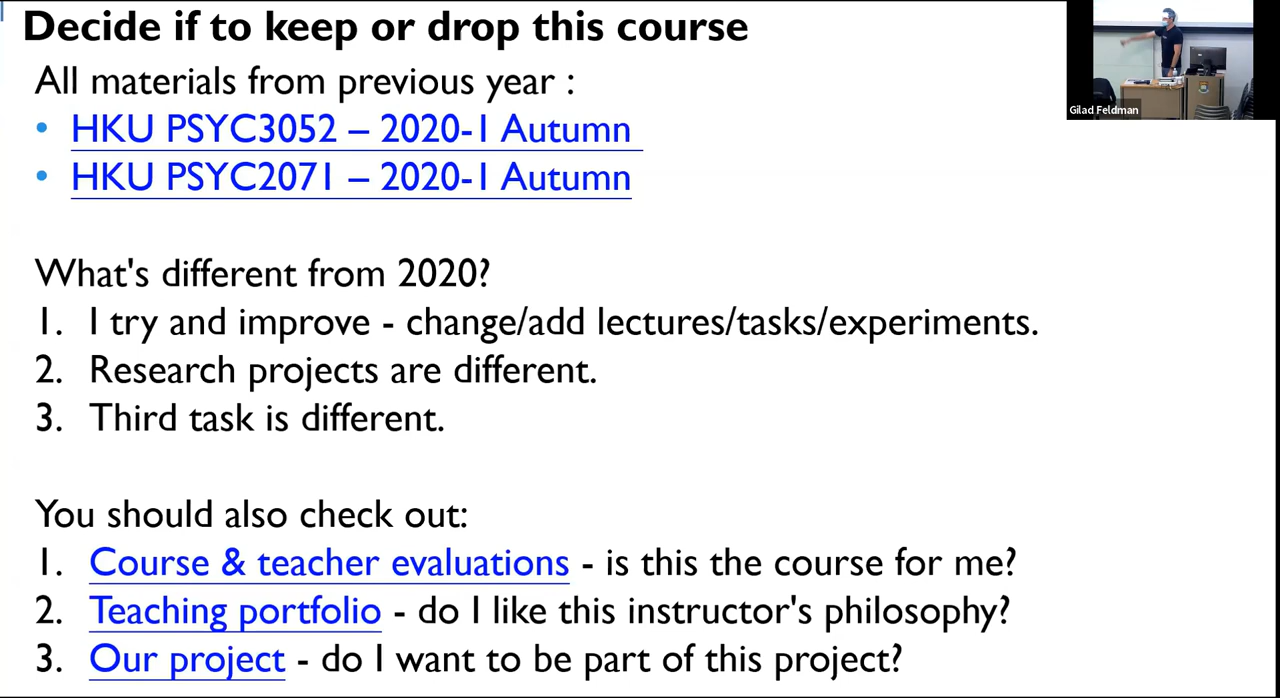 Decide if to keep or drop this course
All materials from previous year :
• HKU PSYC3052 – 2020-1 Autumn
• HKU PSYC2071 – 2020-1 Autumn
What's different from 2020?
1. I try and improve - change/add lectures/tasks/experiments.
2. Research projects are different.
3. Third task is different.
You should also check out:
1. Course & teacher evaluations - is this the course for me?
2. Teaching portfolio - do I like this instructor's philosophy?
3. Our project - do I want to be part of this project?
Gilad Feldman